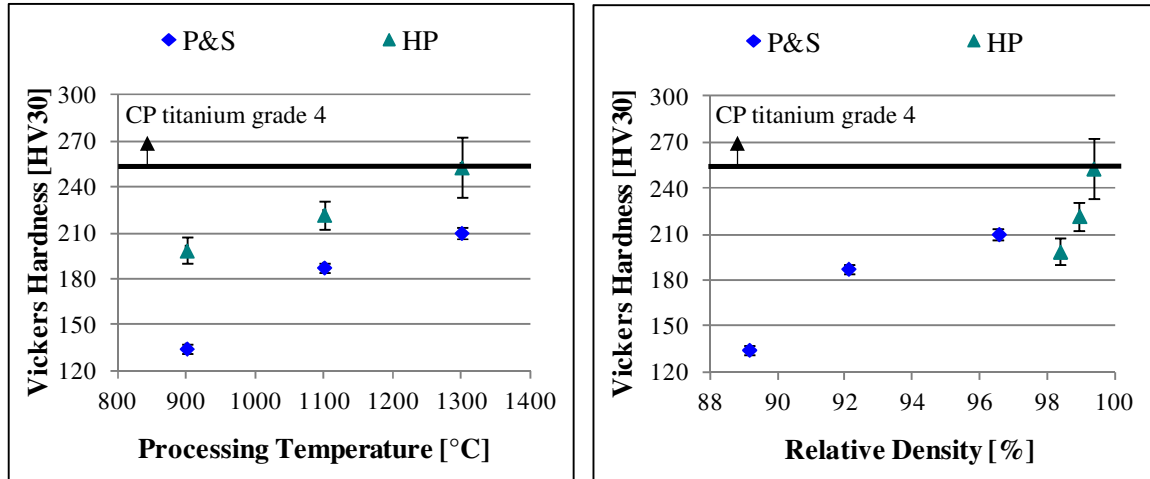 P&S HP
Vickers Hardness [HV30]
300
270
240
210
180
150
120
CP titanium grade 4
800 900 1000 1100 1200 1300 1400
Processing Temperature [°C]
P&S HP
Vickers Hardness [HV30]
300
270
240
210
180
150
120
CP titanium grade 4
88 90 92 94 96 98 100
Relative Density [%]